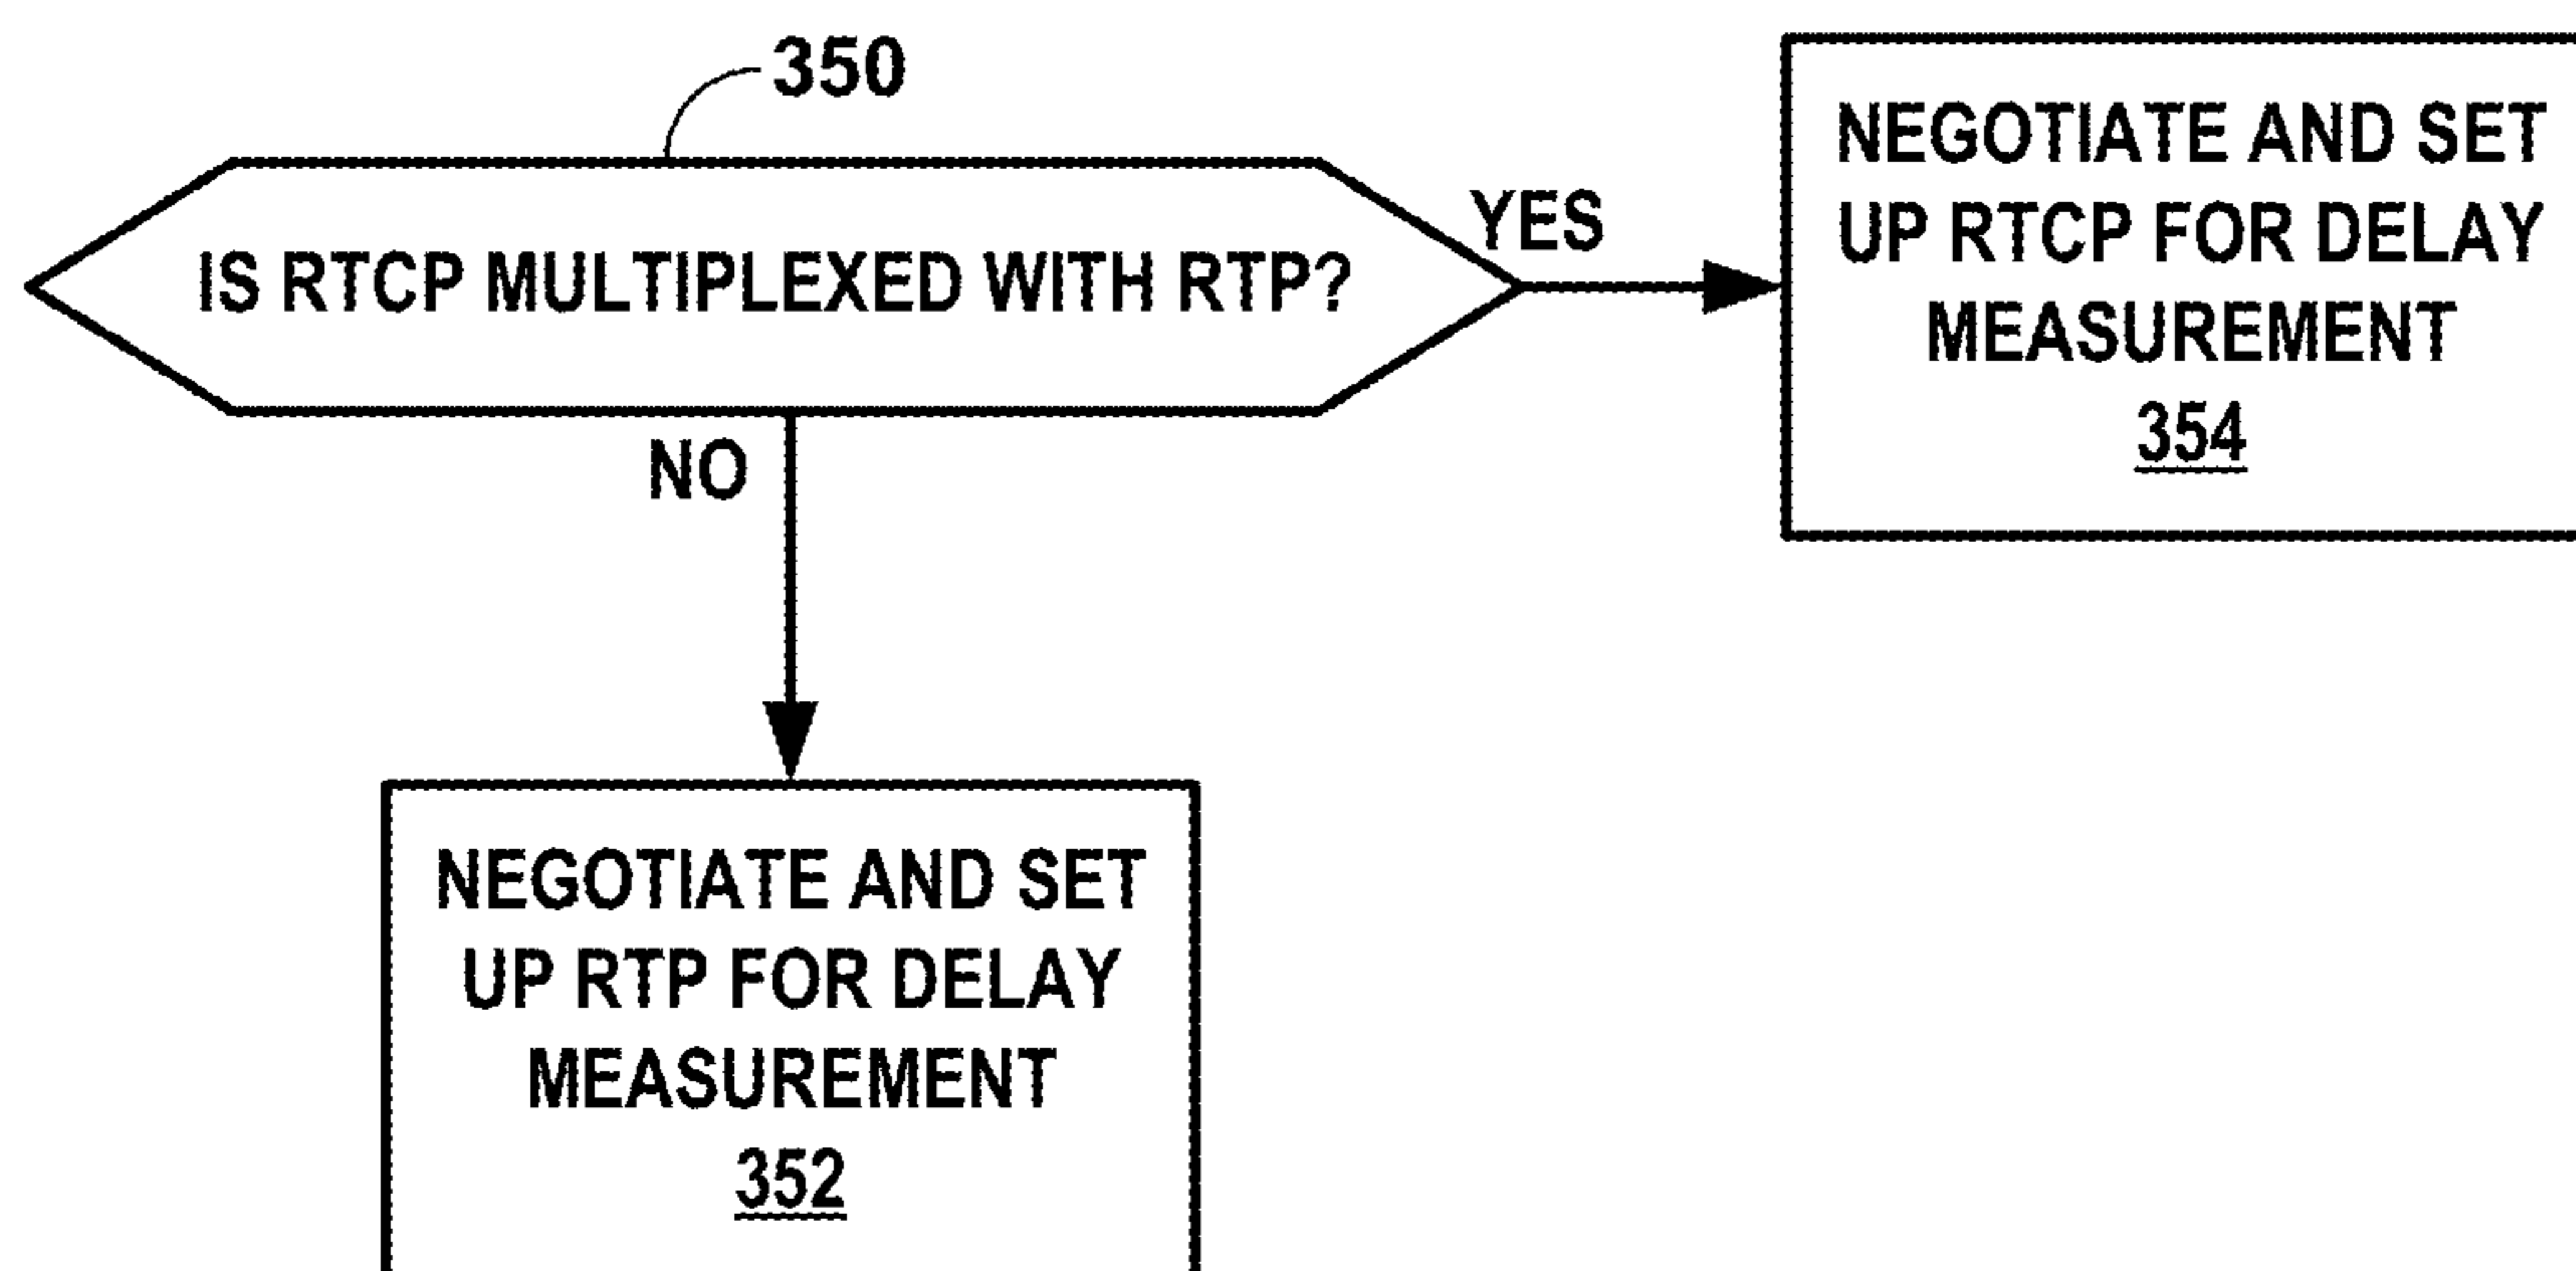 350
IS RTCP MULTIPLEXED WITH RTP?
YES
NEGOTIATE AND SET
UP RTCP FOR DELAY
MEASUREMENT
354
NO
NEGOTIATE AND SET
UP RTP FOR DELAY
MEASUREMENT
352